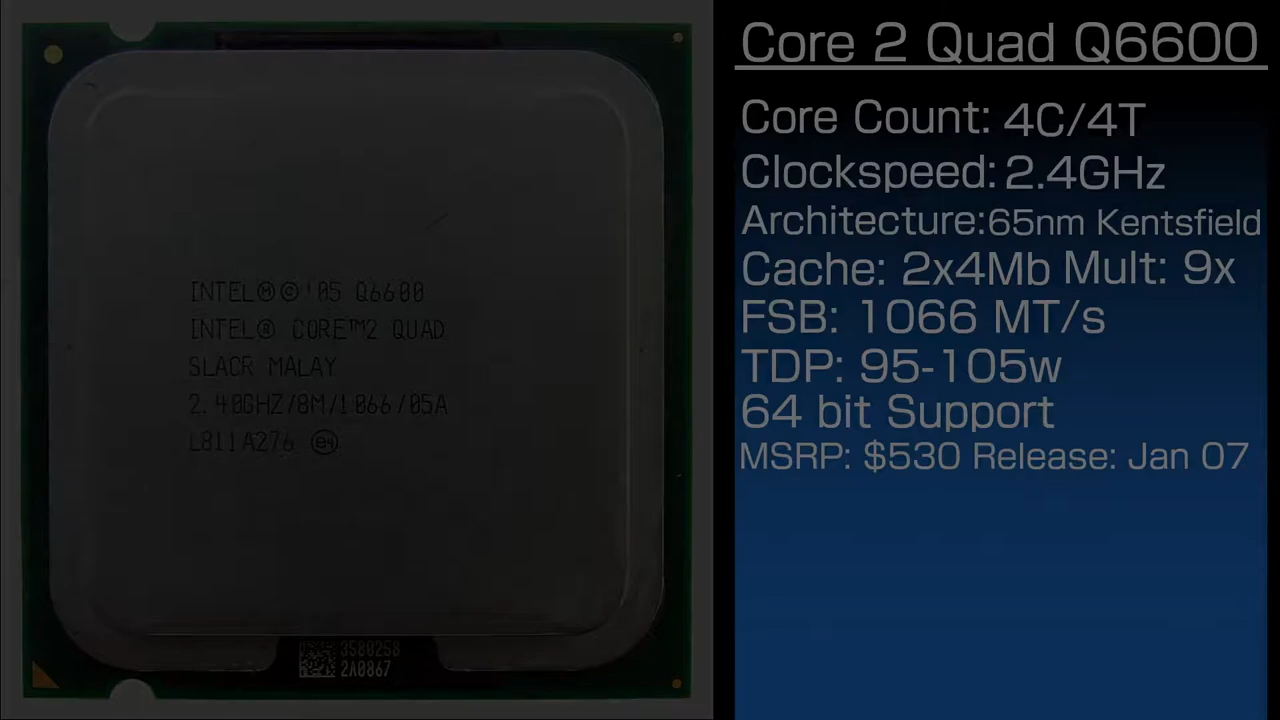 INTEL Ⓜ © '05 Q6600
INTEL® CORE™2 QUAD
SLACR MALAY
2.40GHZ/8M/1066/05A
L811A276 e4
3580258
2A0867
Core 2 Quad Q6600
Core Count: 4C/4T
Clockspeed: 2.4GHz
Architecture: 65nm Kentsfield
Cache: 2x4Mb Mult: 9x
FSB: 1066 MT/s
TDP: 95-105w
64 bit Support
MSRP: $530 Release: Jan 07